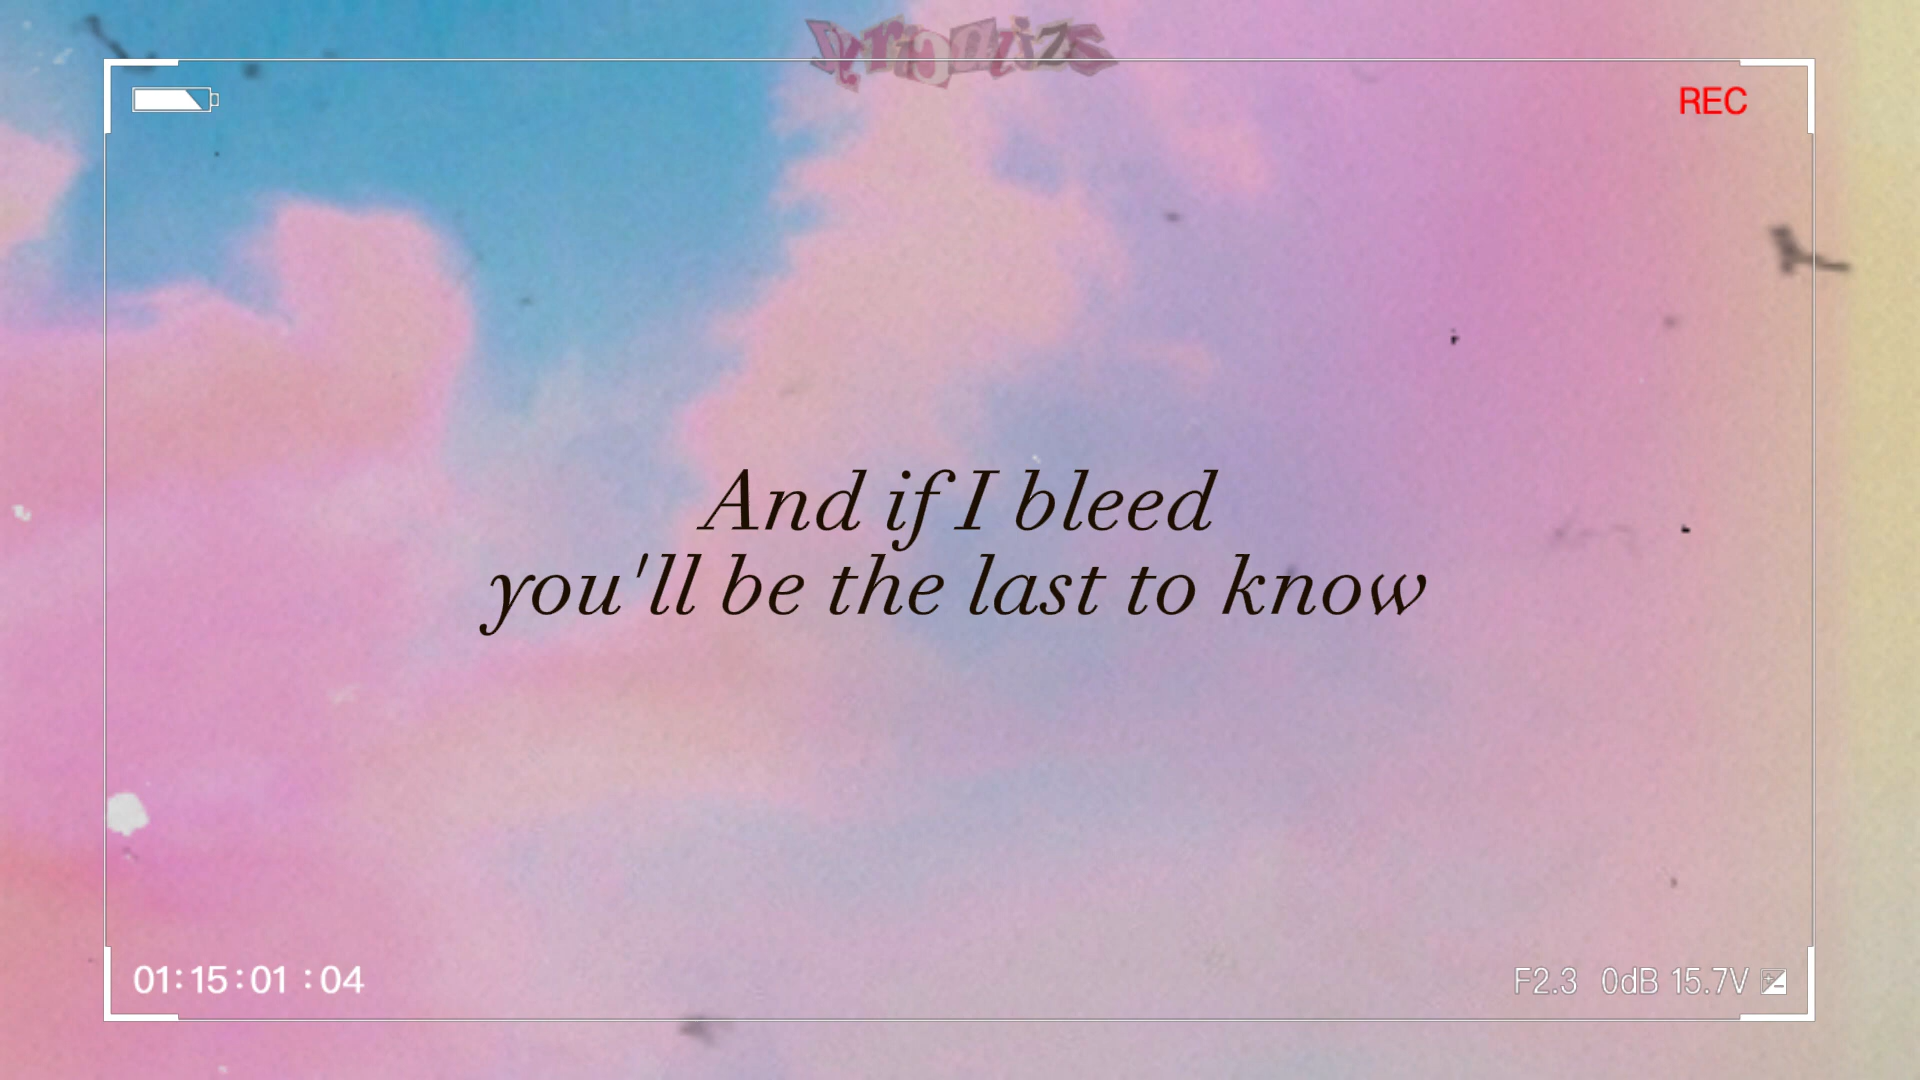 REC
And if I bleed
you'll be the last to know
01:15:01 :04
F2.3 0dB 15.7V